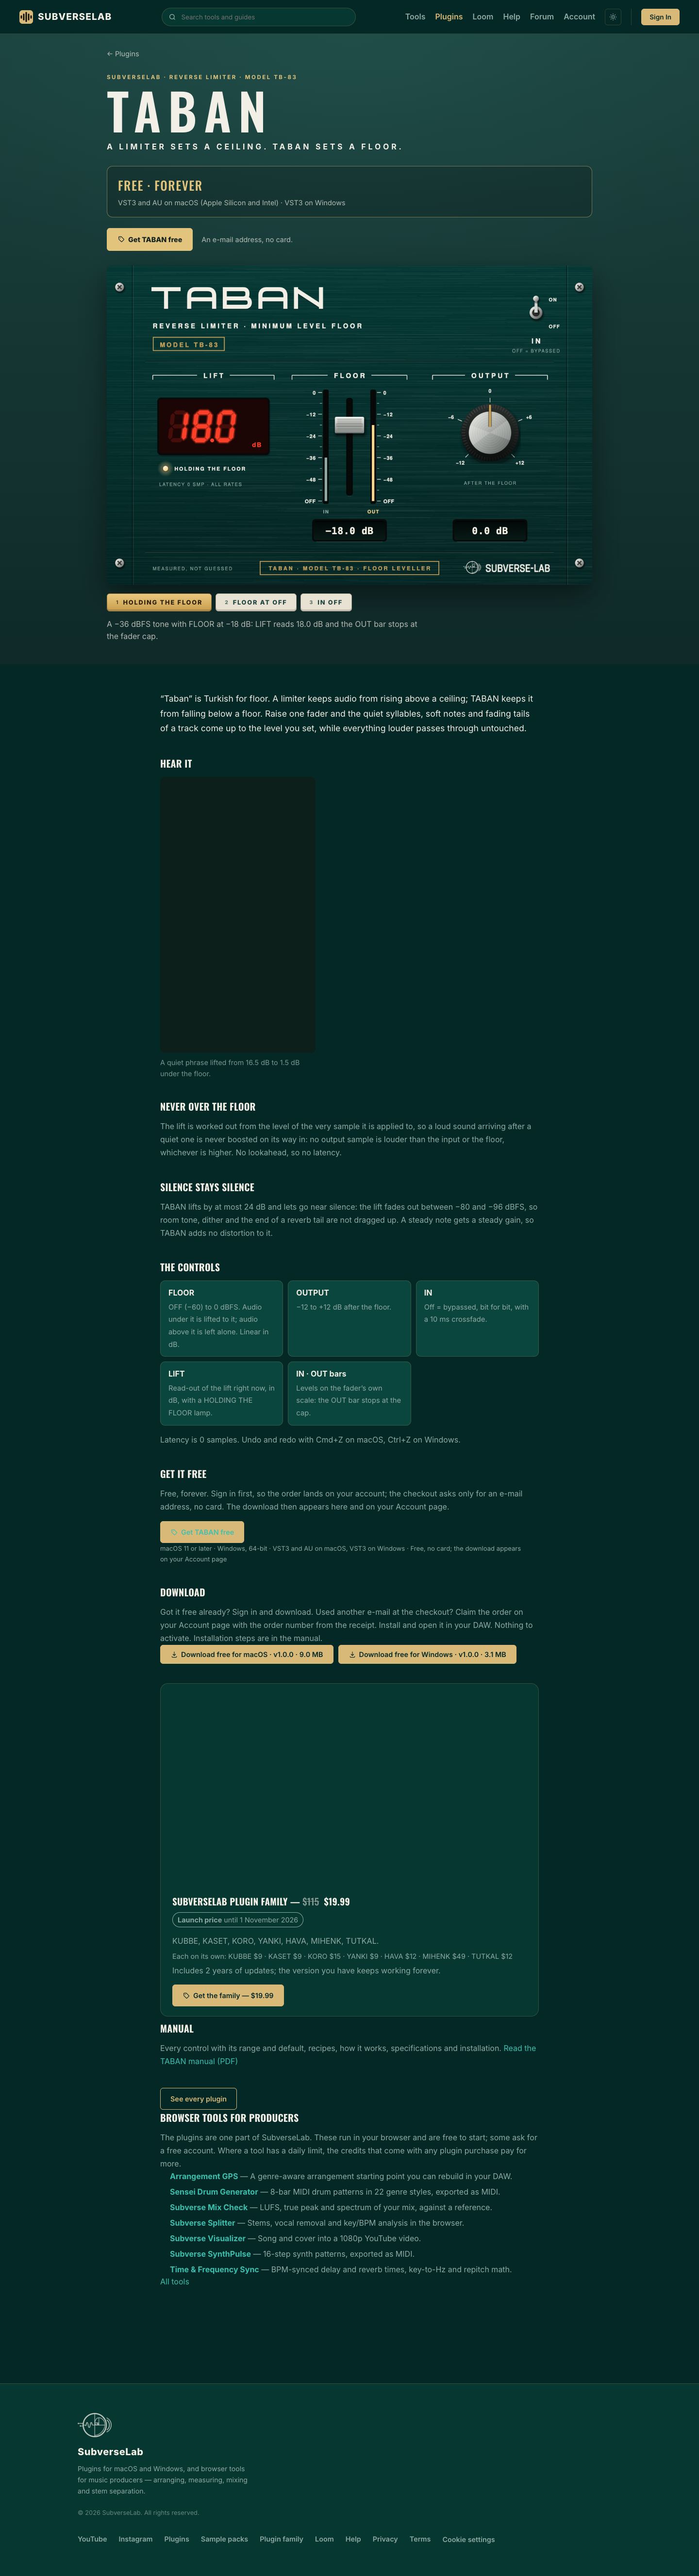 SUBVERSELAB
Search tools and guides
Tools
Plugins
Loom
Help
Forum
Account
Sign In
← Plugins
SUBVERSELAB · REVERSE LIMITER · MODEL TB-83
TABAN
A LIMITER SETS A CEILING. TABAN SETS A FLOOR.
FREE · FOREVER
VST3 and AU on macOS (Apple Silicon and Intel) · VST3 on Windows
Get TABAN free
An e-mail address, no card.
TABAN
REVERSE LIMITER · MINIMUM LEVEL FLOOR
MODEL TB-83
ON
OFF
IN
OFF = BYPASSED
LIFT
FLOOR
OUTPUT
18.0
dB
HOLDING THE FLOOR
LATENCY 0 SMP · ALL RATES
0
−12
−24
−36
−48
OFF
0
−12
−24
−36
−48
OFF
IN
OUT
−18.0 dB
0
−6
+6
−12
+12
AFTER THE FLOOR
0.0 dB
MEASURED, NOT GUESSED
TABAN · MODEL TB-83 · FLOOR LEVELLER
SUBVERSE-LAB
1 HOLDING THE FLOOR
2 FLOOR AT OFF
3 IN OFF
A −36 dBFS tone with FLOOR at −18 dB: LIFT reads 18.0 dB and the OUT bar stops at
the fader cap.
“Taban” is Turkish for floor. A limiter keeps audio from rising above a ceiling; TABAN keeps it
from falling below a floor. Raise one fader and the quiet syllables, soft notes and fading tails
of a track come up to the level you set, while everything louder passes through untouched.
HEAR IT
A quiet phrase lifted from 16.5 dB to 1.5 dB
under the floor.
NEVER OVER THE FLOOR
The lift is worked out from the level of the very sample it is applied to, so a loud sound arriving after a
quiet one is never boosted on its way in: no output sample is louder than the input or the floor,
whichever is higher. No lookahead, so no latency.
SILENCE STAYS SILENCE
TABAN lifts by at most 24 dB and lets go near silence: the lift fades out between −80 and −96 dBFS, so
room tone, dither and the end of a reverb tail are not dragged up. A steady note gets a steady gain, so
TABAN adds no distortion to it.
THE CONTROLS
FLOOR
OFF (−60) to 0 dBFS. Audio
under it is lifted to it; audio
above it is left alone. Linear in
dB.
OUTPUT
−12 to +12 dB after the floor.
IN
Off = bypassed, bit for bit, with
a 10 ms crossfade.
LIFT
Read-out of the lift right now, in
dB, with a HOLDING THE
FLOOR lamp.
IN · OUT bars
Levels on the fader’s own
scale: the OUT bar stops at the
cap.
Latency is 0 samples. Undo and redo with Cmd+Z on macOS, Ctrl+Z on Windows.
GET IT FREE
Free, forever. Sign in first, so the order lands on your account; the checkout asks only for an e-mail
address, no card. The download then appears here and on your Account page.
Get TABAN free
macOS 11 or later · Windows, 64-bit · VST3 and AU on macOS, VST3 on Windows · Free, no card; the download appears
on your Account page
DOWNLOAD
Got it free already? Sign in and download. Used another e-mail at the checkout? Claim the order on
your Account page with the order number from the receipt. Install and open it in your DAW. Nothing to
activate. Installation steps are in the manual.
Download free for macOS · v1.0.0 · 9.0 MB
Download free for Windows · v1.0.0 · 3.1 MB
SUBVERSELAB PLUGIN FAMILY — $115 $19.99
Launch price until 1 November 2026
KUBBE, KASET, KORO, YANKI, HAVA, MIHENK, TUTKAL.
Each on its own: KUBBE $9 · KASET $9 · KORO $15 · YANKI $9 · HAVA $12 · MIHENK $49 · TUTKAL $12
Includes 2 years of updates; the version you have keeps working forever.
Get the family — $19.99
MANUAL
Every control with its range and default, recipes, how it works, specifications and installation. Read the
TABAN manual (PDF)
See every plugin
BROWSER TOOLS FOR PRODUCERS
The plugins are one part of SubverseLab. These run in your browser and are free to start; some ask for
a free account. Where a tool has a daily limit, the credits that come with any plugin purchase pay for
more.
Arrangement GPS — A genre-aware arrangement starting point you can rebuild in your DAW.
Sensei Drum Generator — 8-bar MIDI drum patterns in 22 genre styles, exported as MIDI.
Subverse Mix Check — LUFS, true peak and spectrum of your mix, against a reference.
Subverse Splitter — Stems, vocal removal and key/BPM analysis in the browser.
Subverse Visualizer — Song and cover into a 1080p YouTube video.
Subverse SynthPulse — 16-step synth patterns, exported as MIDI.
Time & Frequency Sync — BPM-synced delay and reverb times, key-to-Hz and repitch math.
All tools
SubverseLab
Plugins for macOS and Windows, and browser tools
for music producers — arranging, measuring, mixing
and stem separation.
© 2026 SubverseLab. All rights reserved.
YouTube
Instagram
Plugins
Sample packs
Plugin family
Loom
Help
Privacy
Terms
Cookie settings